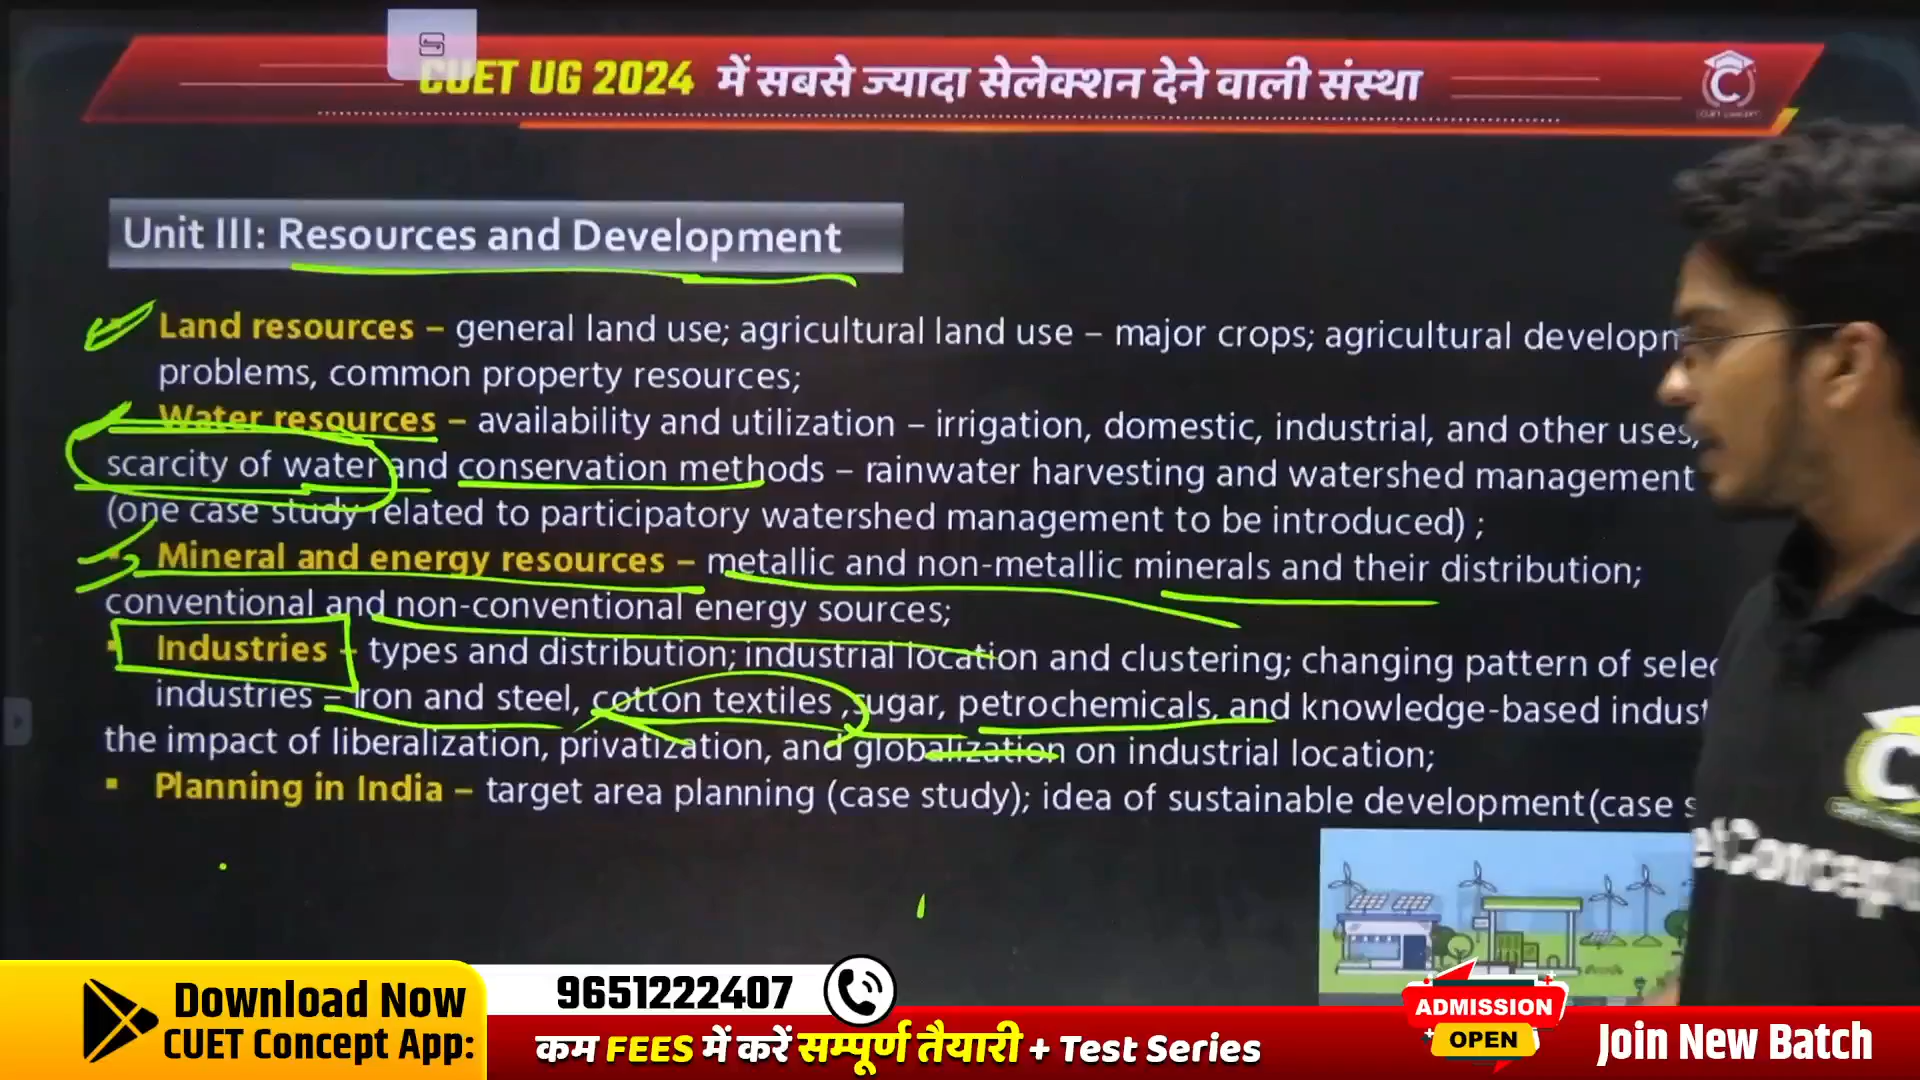 CUET UG 2024 में सबसे ज्यादा सेलेक्शन देने वाली संस्था
Unit III: Resources and Development
Land resources – general land use; agricultural land use – major crops; agricultural
problems, common property resources;
Water resources – availability and utilization – irrigation, domestic, industrial, and other uses,
scarcity of water and conservation methods – rainwater harvesting and watershed management
(one case study related to participatory watershed management to be introduced) ;
Mineral and energy resources – metallic and non-metallic minerals and their distribution;
conventional and non-conventional energy sources;
Industries – types and distribution; industrial location and clustering; changing pattern of
industries – Iron and steel, cotton textiles ,sugar, petrochemicals, and knowledge-based
the impact of liberalization, privatization, and globalization on industrial location;
Planning in India – target area planning (case study); idea of sustainable development(case
Download Now
CUET Concept App:
9651222407
कम FEES में करें सम्पूर्ण तैयारी + Test Series
ADMISSION
OPEN
Join New Batch